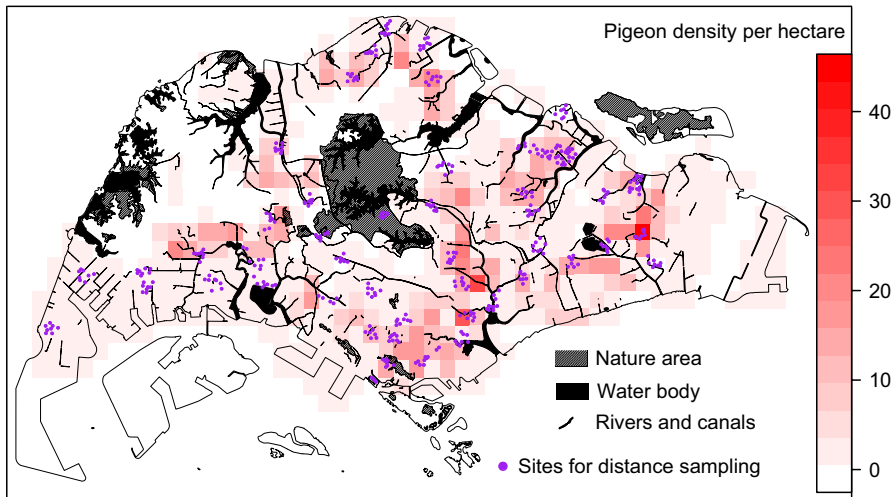 Pigeon density per hectare
40
30
20
10
0
Nature area
Water body
Rivers and canals
Sites for distance sampling